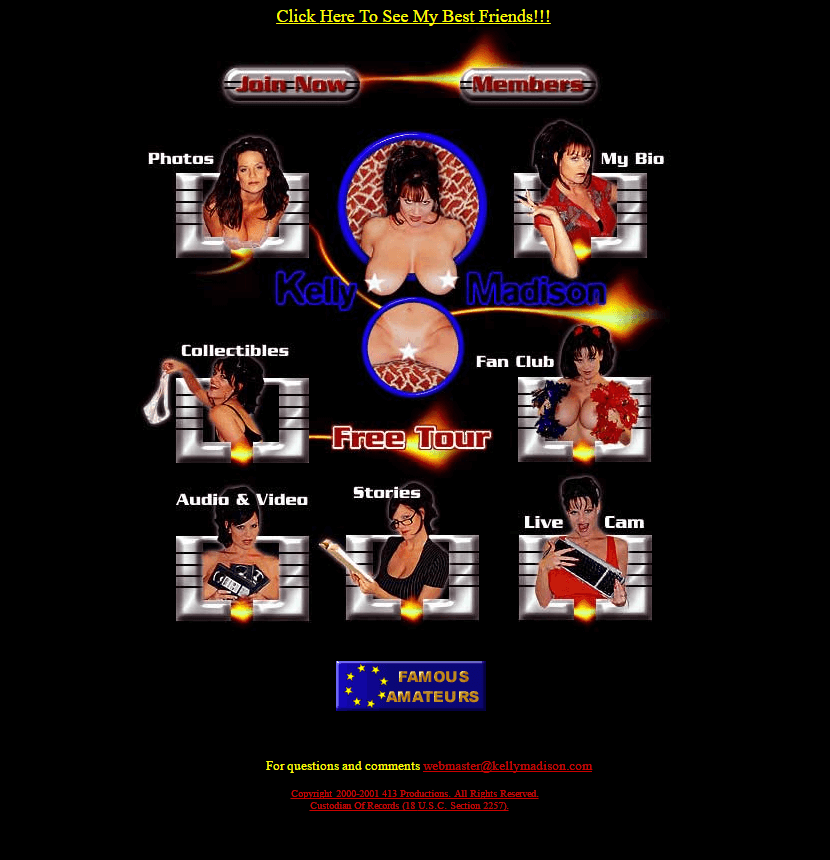 Click Here To See My Best Friends!!!
Join Now
Members
Photos
My Bio
Kelly Madison
Collectibles
Fan Club
Free Tour
Audio & Video
Stories
Live Cam
FAMOUS
AMATEURS
For questions and comments webmaster@kellymadison.com
Copyright 2000-2001 413 Productions. All Rights Reserved.
Custodian Of Records (18 U.S.C. Section 2257).